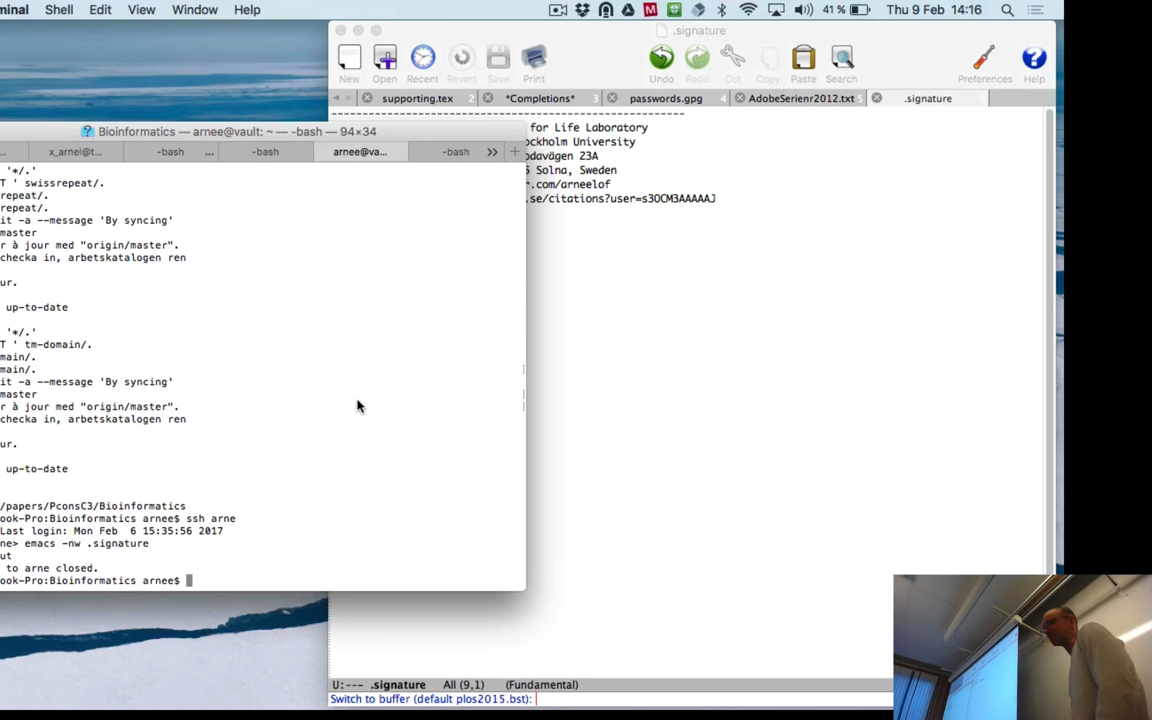 minal Shell Edit View Window Help 41% Thu 9 Feb 14:16
.signature
New Open Recent Revert Save Print Undo Redo Cut Copy Paste Search Preferences Help
supporting.tex 2 *Completions* 3 passwords.gpg 4 AdobeSerienr2012.txt 5 .signature
-----------------------------------------------------------------
for Life Laboratory
ockholm University
odavägen 23A
Solna, Sweden
.com/arneelof
.se/citations?user=s3OCM3AAAAAJ
Bioinformatics — arnee@vault: ~ — -bash — 94×34
... x_arnel@t... -bash ... -bash arnee@va... -bash >> +
'*/.'
T ' swissrepeat/.
repeat/.
repeat/.
it -a --message 'By syncing'
master
r à jour med "origin/master".
checka in, arbetskatalogen ren
ur.
up-to-date
'*/.'
T ' tm-domain/.
main/.
main/.
it -a --message 'By syncing'
master
r à jour med "origin/master".
checka in, arbetskatalogen ren
ur.
up-to-date
/papers/PconsC3/Bioinformatics
ook-Pro:Bioinformatics arnee$ ssh arne
Last login: Mon Feb  6 15:35:56 2017
ne> emacs -nw .signature
ut
to arne closed.
ook-Pro:Bioinformatics arnee$
U:--- .signature All (9,1) (Fundamental)
Switch to buffer (default plos2015.bst):